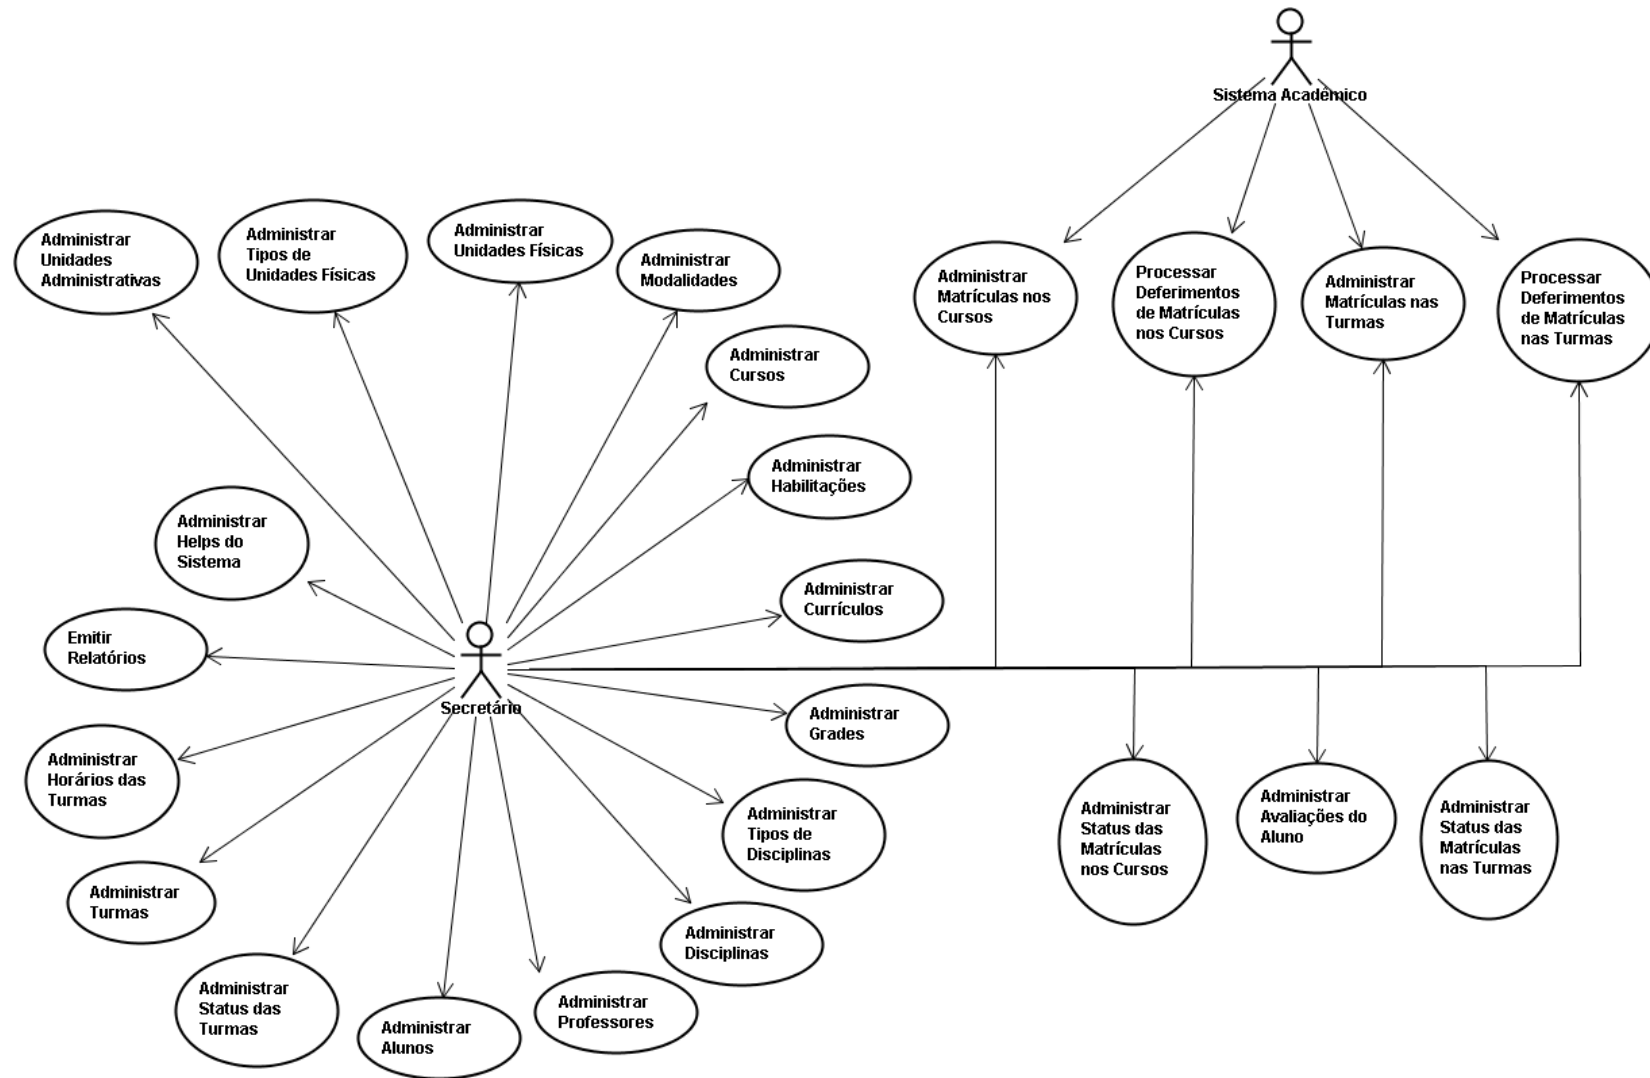 Sistema Acadêmico
Administrar
Unidades
Administrativas
Administrar
Tipos de
Unidades Físicas
Administrar
Unidades Físicas
Administrar
Modalidades
Administrar
Matrículas nos
Cursos
Processar
Deferimentos
de Matrículas
nos Cursos
Administrar
Matrículas nas
Turmas
Processar
Deferimentos
de Matrículas
nas Turmas
Administrar
Cursos
Administrar
Habilitações
Administrar
Helps do
Sistema
Administrar
Currículos
Emitir
Relatórios
Secretário
Administrar
Grades
Administrar
Horários das
Turmas
Administrar
Tipos de
Disciplinas
Administrar
Status das
Matrículas
nos Cursos
Administrar
Avaliações do
Aluno
Administrar
Status das
Matrículas
nas Turmas
Administrar
Turmas
Administrar
Disciplinas
Administrar
Status das
Turmas
Administrar
Alunos
Administrar
Professores